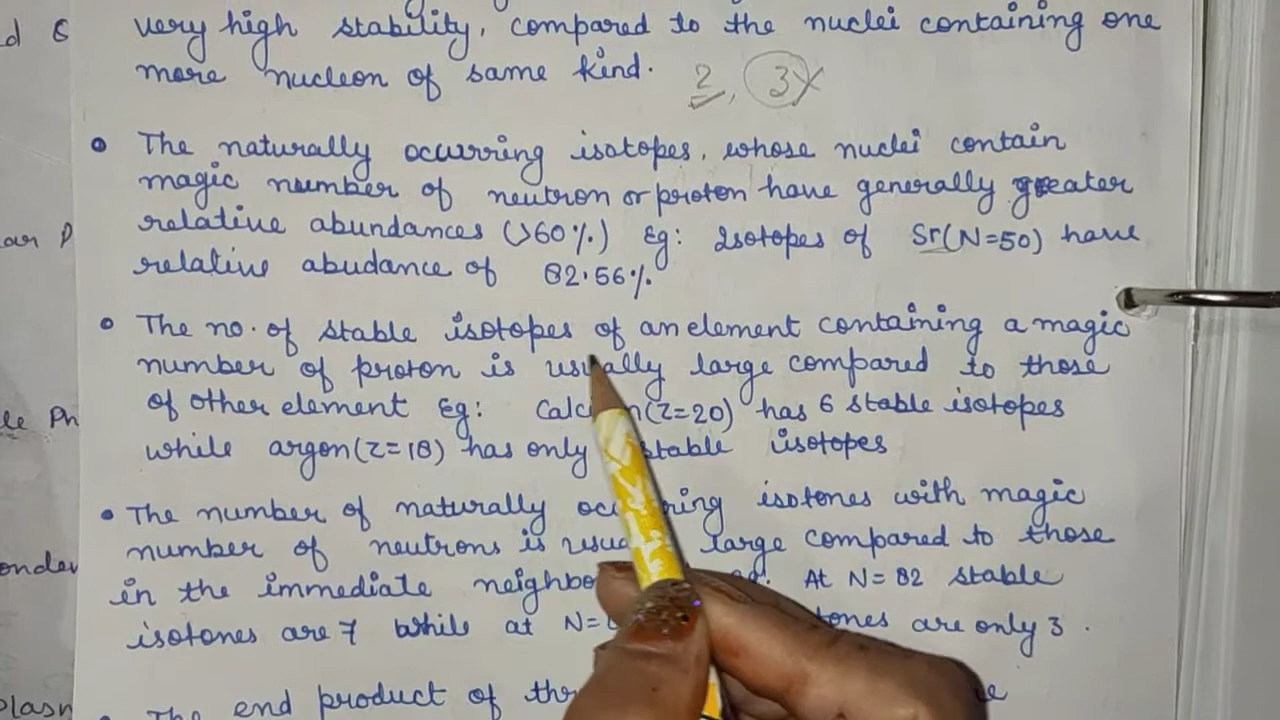 very high stability, compared to the nuclei containing one
more nucleon of same kind. 2, 3
The naturally occurring isotopes, whose nuclei contain
magic number of neutron or proton have generally greater
relative abundances (>60%) Eg: Isotopes of Sr(N=50) have
relative abudance of 82.56%
The no. of stable isotopes of an element containing a magic
number of proton is usually large compared to those
of other element Eg: (Z=20) has 6 stable isotopes
while argon(Z=18) has only stable isotopes
The number of naturally isotones with magic
number of neutrons is large compared to those
in the immediate At N=82 stable
isotones are 7 while at N= are only 3.
The end product of
ar P
le Ph